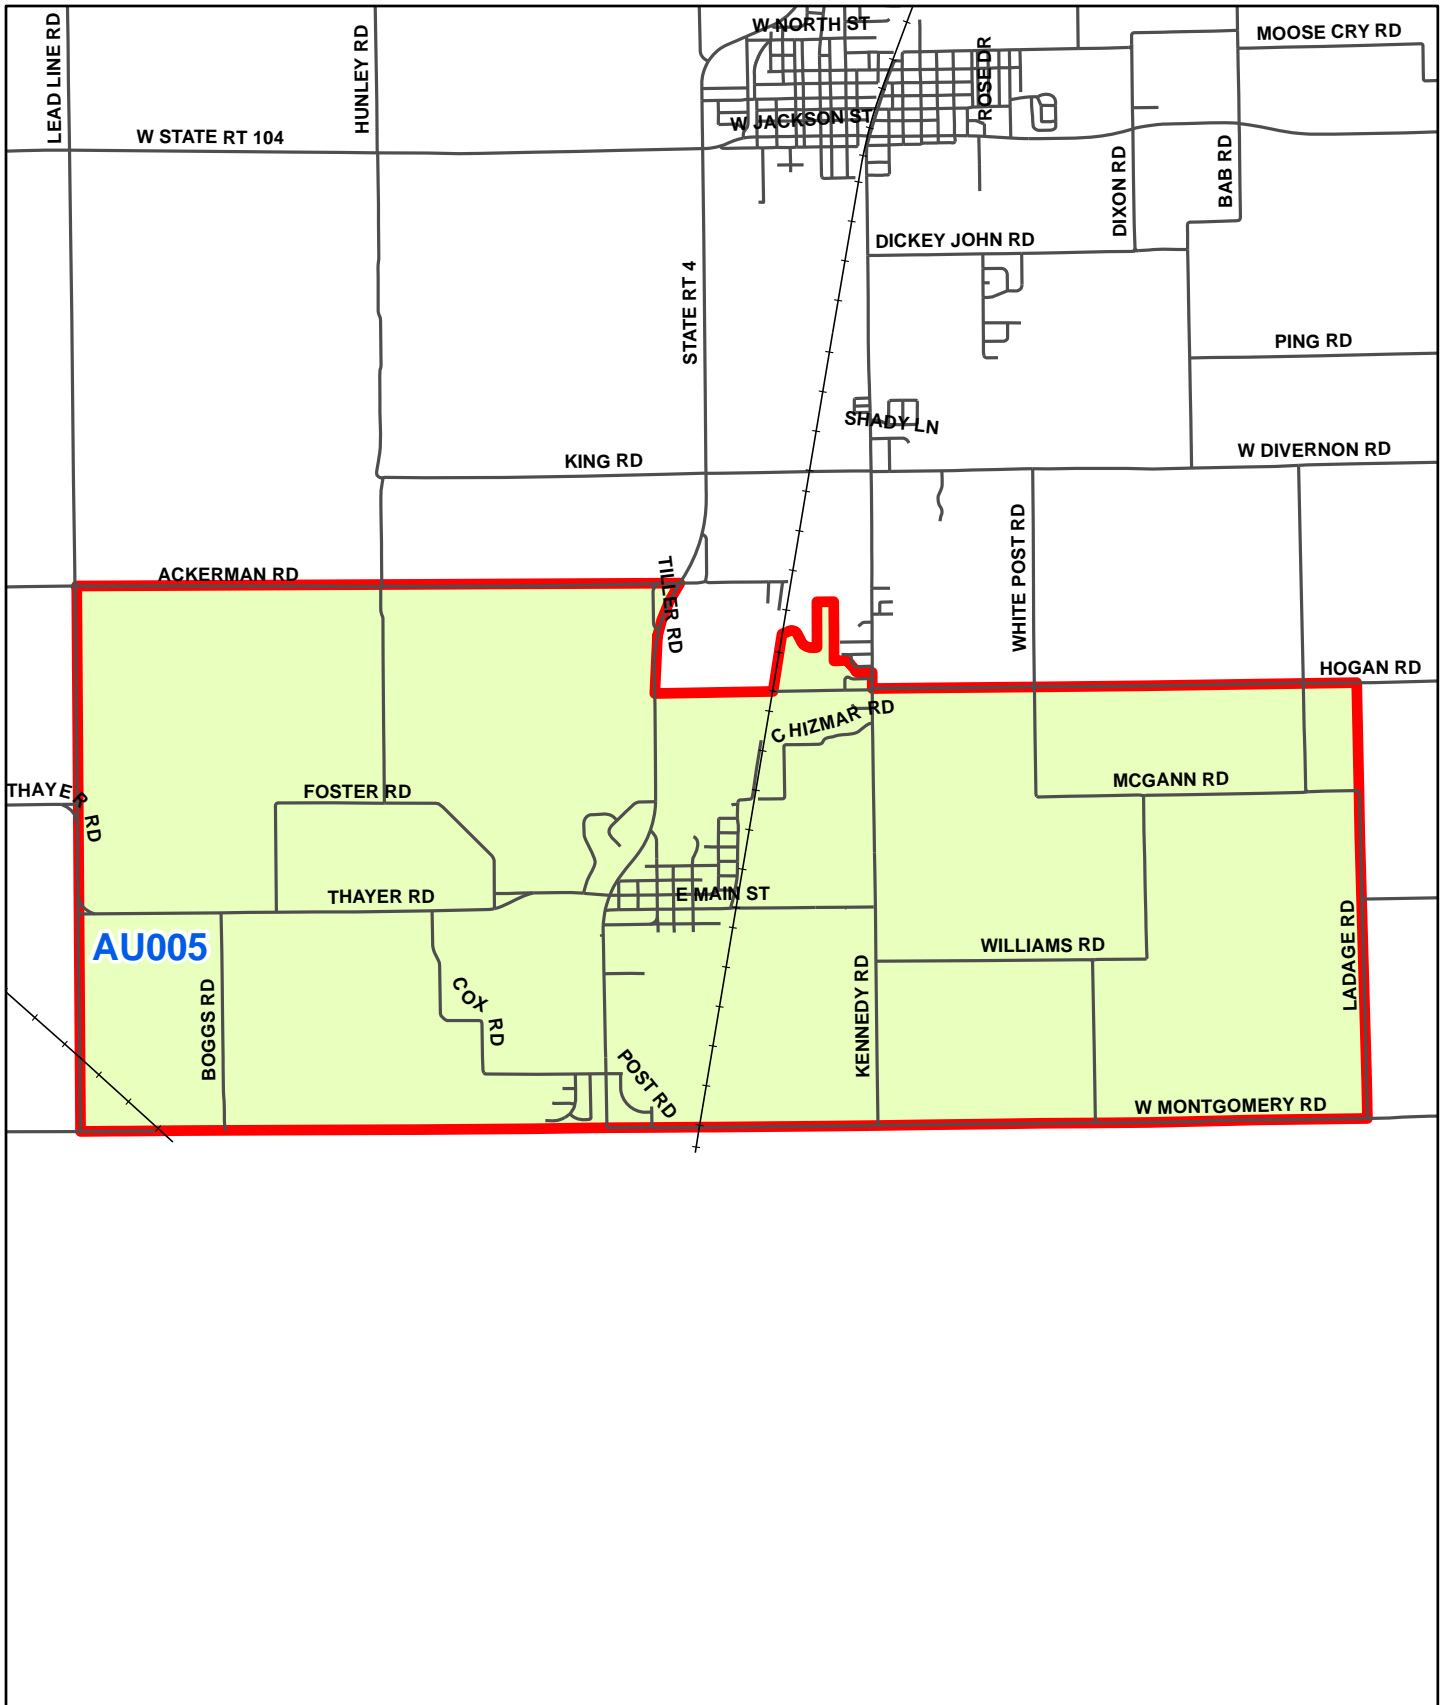 LEAD LINE RD
HUNLEY RD
W NORTH ST
ROSE DR
MOOSE CRY RD
W STATE RT 104
W JACKSON ST
DIXON RD
BAB RD
DICKEY JOHN RD
STATE RT 4
PING RD
SHADY LN
KING RD
W DIVERNON RD
WHITE POST RD
ACKERMAN RD
TILLER RD
HOGAN RD
C HIZMAR RD
THAYER RD
FOSTER RD
MCGANN RD
THAYER RD
E MAIN ST
AU005
WILLIAMS RD
LADAGE RD
BOGGS RD
COX RD
KENNEDY RD
POST RD
W MONTGOMERY RD